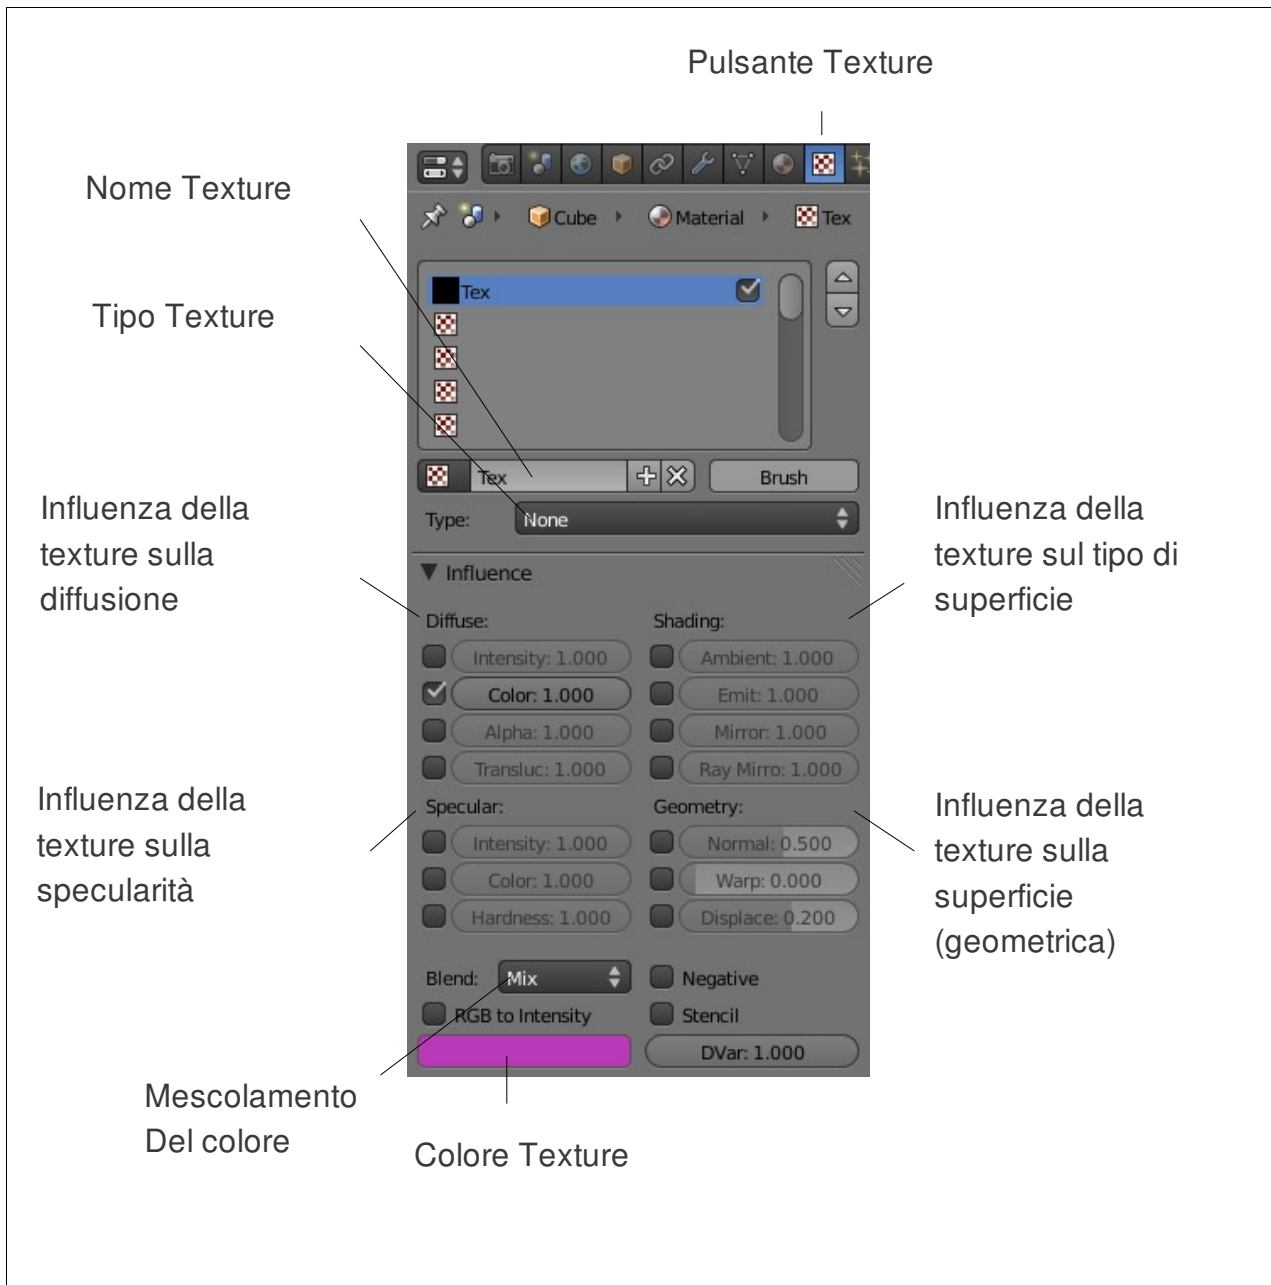 Pulsante Texture
Nome Texture
Cube Material Tex
Tex
Tipo Texture
Tex Brush
Type: None
Influenza della
texture sulla
diffusione
Influenza della
texture sul tipo di
superficie
Influence
Diffuse: Shading:
Intensity: 1.000 Ambient: 1.000
Color: 1.000 Emit: 1.000
Alpha: 1.000 Mirror: 1.000
Transluc: 1.000 Ray Mirro: 1.000
Influenza della
texture sulla
specularità
Influenza della
texture sulla
superficie
(geometrica)
Specular: Geometry:
Intensity: 1.000 Normal: 0.500
Color: 1.000 Warp: 0.000
Hardness: 1.000 Displace: 0.200
Blend: Mix Negative
RGB to Intensity Stencil
DVar: 1.000
Mescolamento
Del colore
Colore Texture